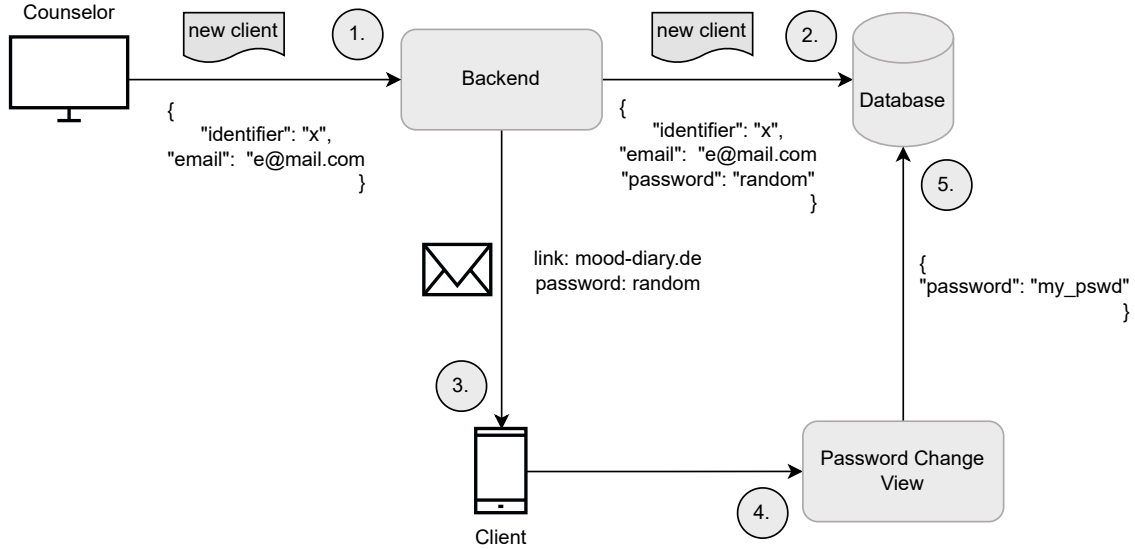 Counselor
new client
1.
Backend
new client
2.
Database
{
"identifier": "x",
"email": "e@mail.com
}
{
"identifier": "x",
"email": "e@mail.com
"password": "random"
}
5.
link: mood-diary.de
password: random
{
"password": "my_pswd"
}
3.
Client
4.
Password Change
View